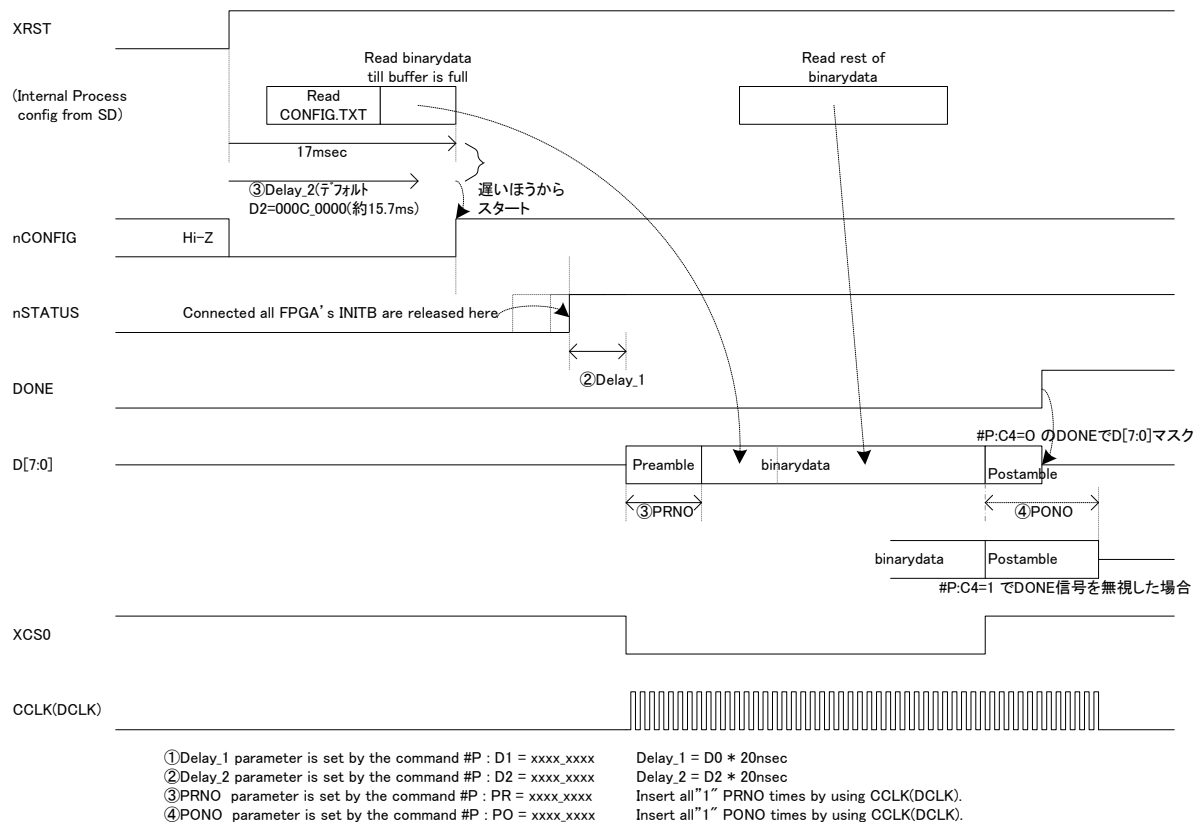 XRST
Read binarydata
till buffer is full
Read rest of
binarydata
(Internal Process
config from SD)
Read
CONFIG.TXT
17msec
③Delay_2(デフォルト
D2=000C_0000(約15.7ms)
遅いほうから
スタート
nCONFIG
Hi-Z
nSTATUS
Connected all FPGA's INITB are released here
②Delay_1
DONE
#P:C4=0 のDONEでD[7:0]マスク
D[7:0]
Preamble
binarydata
Postamble
③PRNO
④PONO
binarydata
Postamble
#P:C4=1 でDONE信号を無視した場合
XCS0
CCLK(DCLK)
①Delay_1 parameter is set by the command #P : D1 = xxxx_xxxx Delay_1 = D0 * 20nsec
②Delay_2 parameter is set by the command #P : D2 = xxxx_xxxx Delay_2 = D2 * 20nsec
③PRNO parameter is set by the command #P : PR = xxxx_xxxx Insert all"1" PRNO times by using CCLK(DCLK).
④PONO parameter is set by the command #P : PO = xxxx_xxxx Insert all"1" PONO times by using CCLK(DCLK).